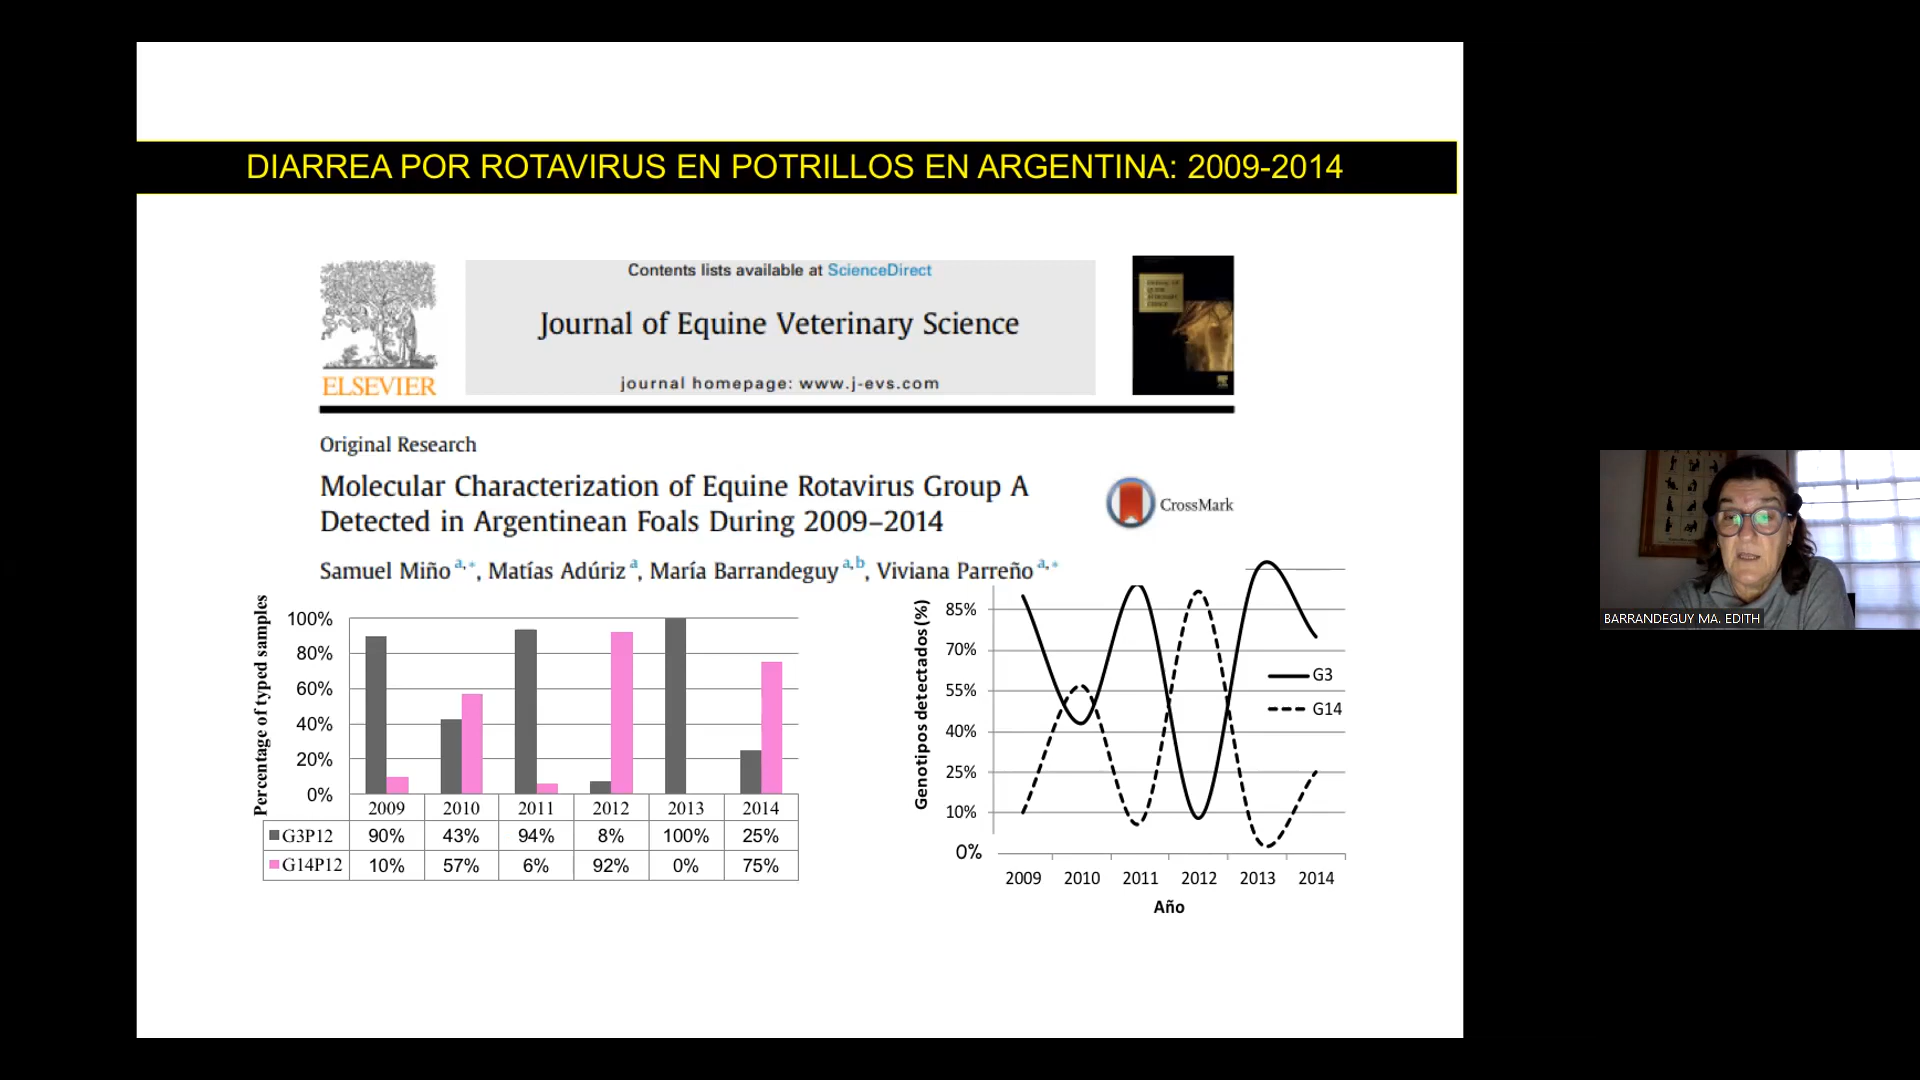 DIARREA POR ROTAVIRUS EN POTRILLOS EN ARGENTINA: 2009-2014
Contents lists available at ScienceDirect
Journal of Equine Veterinary Science
journal homepage: www.j-evs.com
ELSEVIER
Original Research
Molecular Characterization of Equine Rotavirus Group A
Detected in Argentinean Foals During 2009–2014
CrossMark
Samuel Miño a,*, Matías Adúriz a, María Barrandeguy a,b, Viviana Parreño a,*
Percentage of typed samples
100%
80%
60%
40%
20%
0%
2009 2010 2011 2012 2013 2014
G3P12 90% 43% 94% 8% 100% 25%
G14P12 10% 57% 6% 92% 0% 75%
Genotipos detectados (%)
85%
70%
55%
40%
25%
10%
0%
G3
G14
2009 2010 2011 2012 2013 2014
Año
BARRANDEGUY MA. EDITH